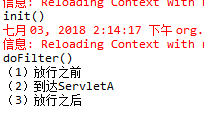 信息: Reloading Context with
init()
七月 03, 2018 2:14:17 下午 org.
信息: Reloading Context with
doFilter()
（1）放行之前
（2）到达ServletA
（3）放行之后